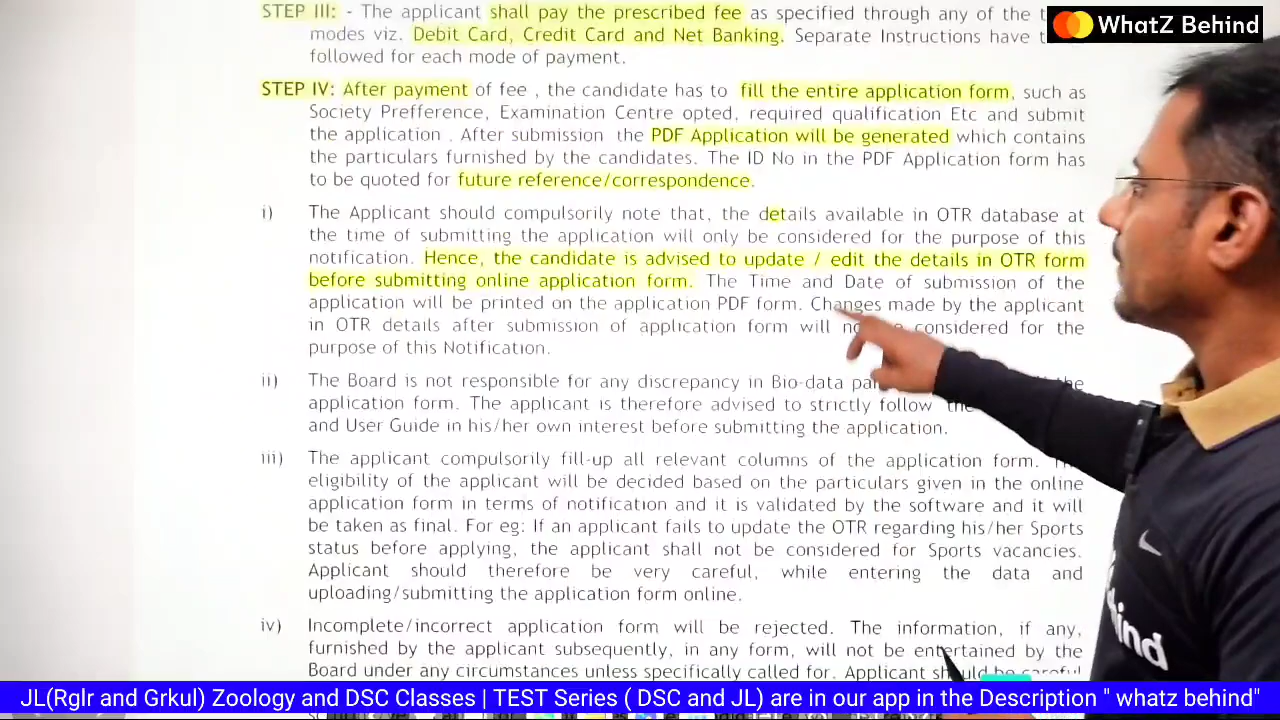 STEP III: - The applicant shall pay the prescribed fee as specified through any of the
WhatZ Behind
modes viz. Debit Card, Credit Card and Net Banking. Separate Instructions have
followed for each mode of payment.
STEP IV: After payment of fee , the candidate has to fill the entire application form, such as
Society Prefference, Examination Centre opted, required qualification Etc and submit
the application . After submission the PDF Application will be generated which contains
the particulars furnished by the candidates. The ID No in the PDF Application form has
to be quoted for future reference/correspondence.
i) The Applicant should compulsorily note that, the details available in OTR database at
the time of submitting the application will only be considered for the purpose of this
notification. Hence, the candidate is advised to update / edit the details in OTR form
before submitting online application form. The Time and Date of submission of the
application will be printed on the application PDF form. Changes made by the applicant
in OTR details after submission of application form will considered for the
purpose of this Notification.
ii) The Board is not responsible for any discrepancy in Bio-data the
application form. The applicant is therefore advised to strictly follow the
and User Guide in his/her own interest before submitting the application.
iii) The applicant compulsorily fill-up all relevant columns of the application form.
eligibility of the applicant will be decided based on the particulars given in the online
application form in terms of notification and it is validated by the software and it will
be taken as final. For eg: If an applicant fails to update the OTR regarding his/her Sports
status before applying, the applicant shall not be considered for Sports vacancies.
Applicant should therefore be very careful, while entering the data and
uploading/submitting the application form online.
iv) Incomplete/incorrect application form will be rejected. The information, if any,
furnished by the applicant subsequently, in any form, will not be entertained by the
Board under any circumstances unless specifically called for. Applicant should be careful
JL(Rglr and Grkul) Zoology and DSC Classes | TEST Series ( DSC and JL) are in our app in the Description " whatz behind"